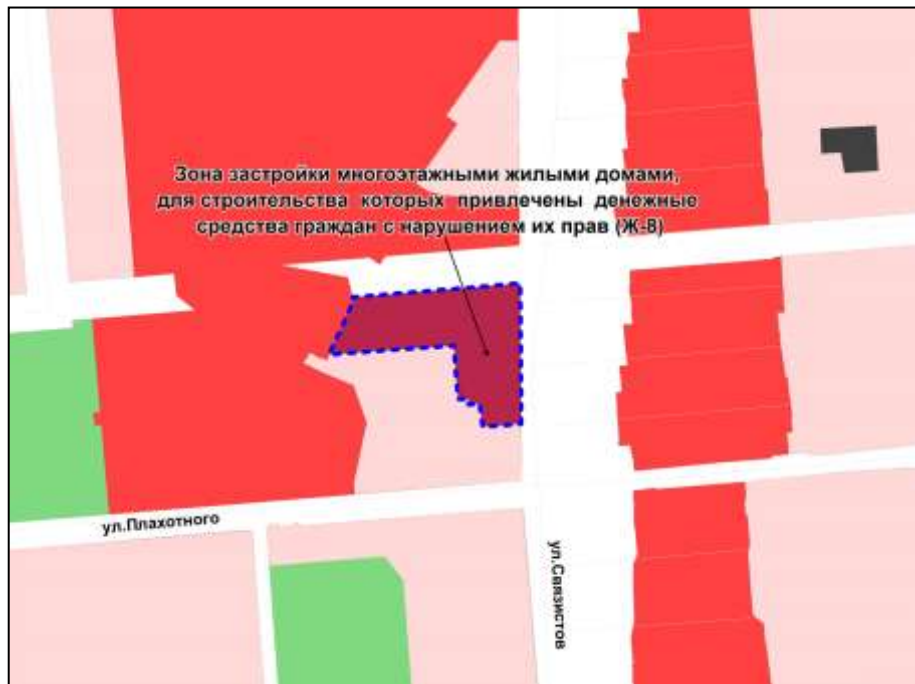 Зона застройки многоэтажными жилыми домами,
для строительства которых привлечены денежные
средства граждан с нарушением их прав (Ж-8)
ул.Плахотного
ул.Связистов